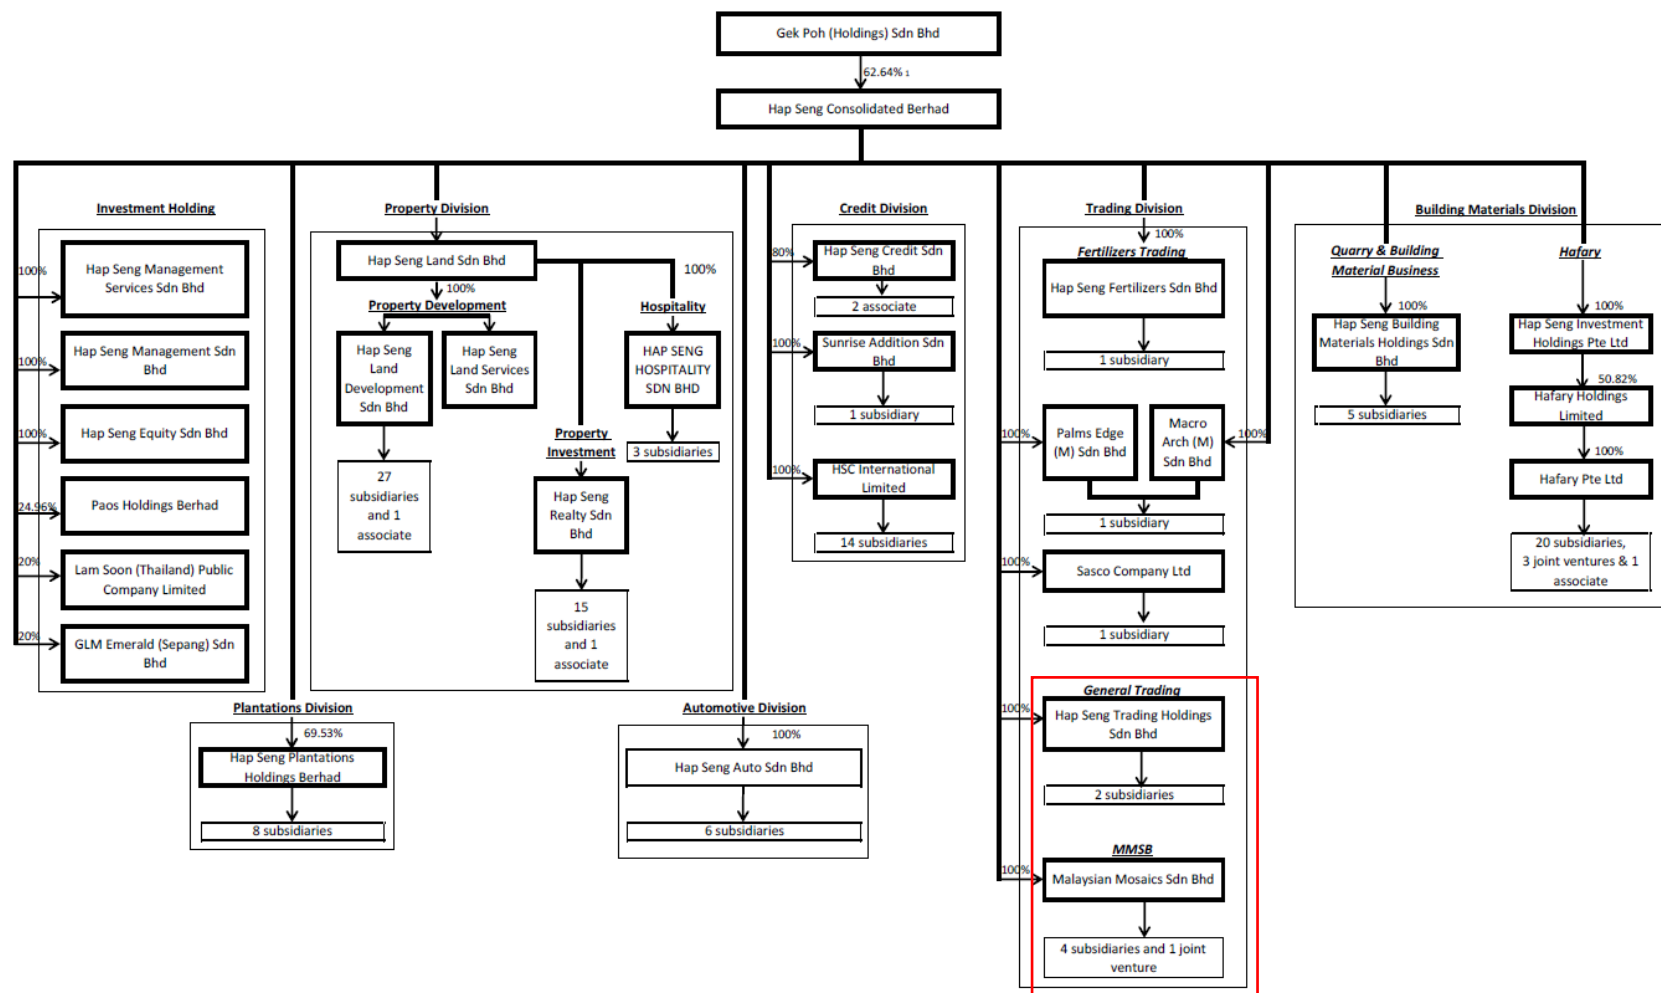 Gek Poh (Holdings) Sdn Bhd
62.64% 1
Hap Seng Consolidated Berhad
Investment Holding
100%
Hap Seng Management
Services Sdn Bhd
100%
Hap Seng Management Sdn
Bhd
100%
Hap Seng Equity Sdn Bhd
24.96%
Paos Holdings Berhad
20%
Lam Soon (Thailand) Public
Company Limited
20%
GLM Emerald (Sepang) Sdn
Bhd
Plantations Division
69.53%
Hap Seng Plantations
Holdings Berhad
8 subsidiaries
Property Division
Hap Seng Land Sdn Bhd
100%
100%
Property Development
Hap Seng
Land
Development
Sdn Bhd
27
subsidiaries
and 1
associate
Hap Seng
Land Services
Sdn Bhd
Property
Investment
Hap Seng
Realty Sdn
Bhd
15
subsidiaries
and 1
associate
Hospitality
HAP SENG
HOSPITALITY
SDN BHD
3 subsidiaries
Automotive Division
100%
Hap Seng Auto Sdn Bhd
6 subsidiaries
Credit Division
80%
Hap Seng Credit Sdn
Bhd
2 associate
100%
Sunrise Addition Sdn
Bhd
1 subsidiary
100%
HSC International
Limited
14 subsidiaries
Trading Division
100%
Fertilizers Trading
Hap Seng Fertilizers Sdn Bhd
1 subsidiary
100%
Palms Edge
(M) Sdn Bhd
Macro
Arch (M)
Sdn Bhd
100%
1 subsidiary
100%
Sasco Company Ltd
1 subsidiary
General Trading
100%
Hap Seng Trading Holdings
Sdn Bhd
2 subsidiaries
MMSB
100%
Malaysian Mosaics Sdn Bhd
4 subsidiaries and 1 joint
venture
Building Materials Division
Quarry & Building
Material Business
100%
Hap Seng Building
Materials Holdings Sdn
Bhd
5 subsidiaries
Hafary
100%
Hap Seng Investment
Holdings Pte Ltd
50.82%
Hafary Holdings
Limited
100%
Hafary Pte Ltd
20 subsidiaries,
3 joint ventures & 1
associate